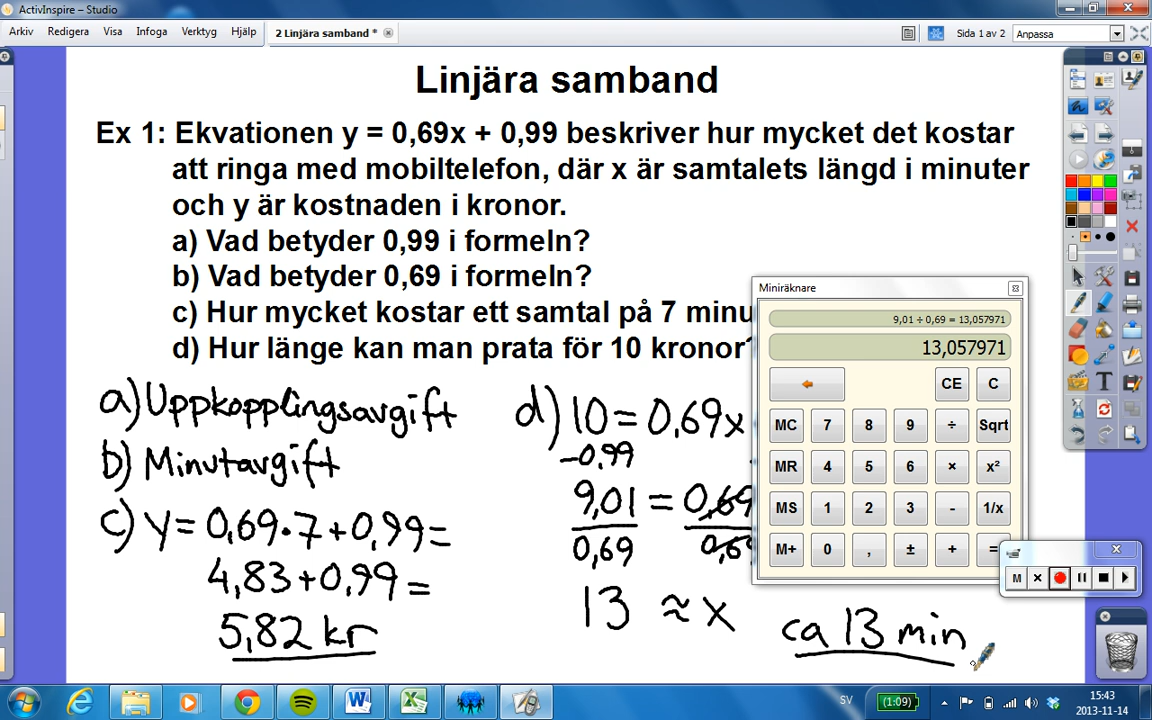 ActivInspire – Studio
Arkiv Redigera Visa Infoga Verktyg Hjälp 2 Linjära samband * Sida 1 av 2 Anpassa
Linjära samband
Ex 1: Ekvationen y = 0,69x + 0,99 beskriver hur mycket det kostar
att ringa med mobiltelefon, där x är samtalets längd i minuter
och y är kostnaden i kronor.
a) Vad betyder 0,99 i formeln?
b) Vad betyder 0,69 i formeln?
c) Hur mycket kostar ett samtal på 7 minu
d) Hur länge kan man prata för 10 kronor?
a) Uppkopplingsavgift
b) Minutavgift
c) y = 0,69 • 7 + 0,99 =
4,83 + 0,99 =
5,82 kr
d) 10 = 0,69x
-0,99
9,01 = 0,69
0,69 0,69
13 ≈ x
ca 13 min
Miniräknare
9,01 ÷ 0,69 = 13,057971
13,057971
CE C
MC 7 8 9 ÷ Sqrt
MR 4 5 6 × x²
MS 1 2 3 - 1/x
M+ 0 , ± + =
M
SV (1:09) 15:43
2013-11-14